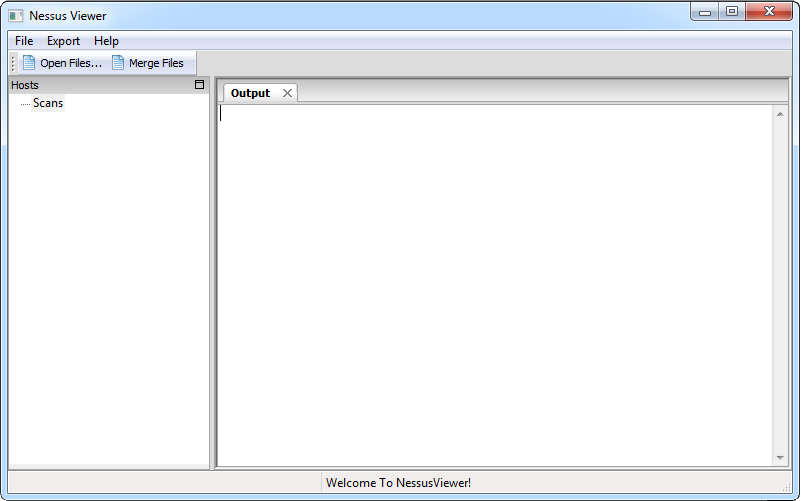 Nessus Viewer
File Export Help
Open Files... Merge Files
Hosts
Scans
Output
Welcome To NessusViewer!